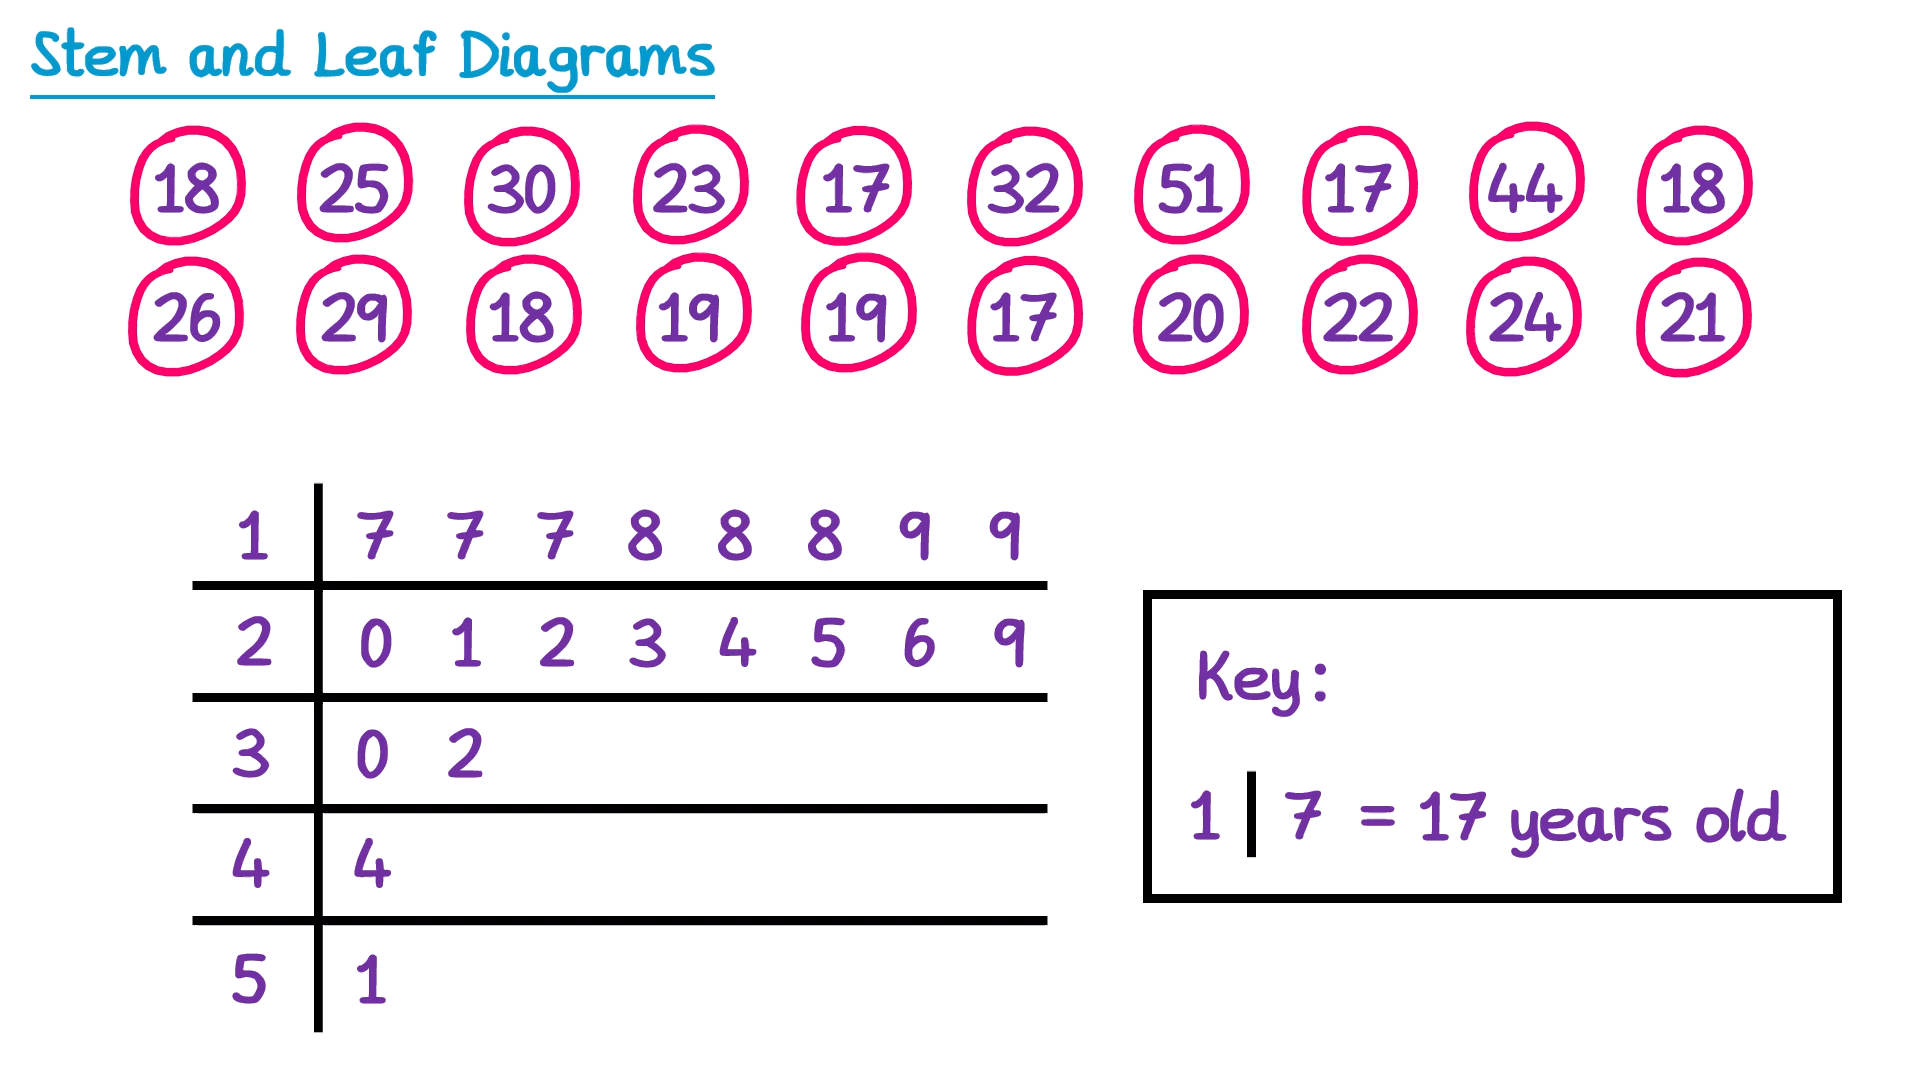 Stem and Leaf Diagrams
18 25 30 23 17 32 51 17 44 18
26 29 18 19 19 17 20 22 24 21
1 | 7 7 7 8 8 8 9 9
2 | 0 1 2 3 4 5 6 9
3 | 0 2
4 | 4
5 | 1
Key:
1 | 7 = 17 years old